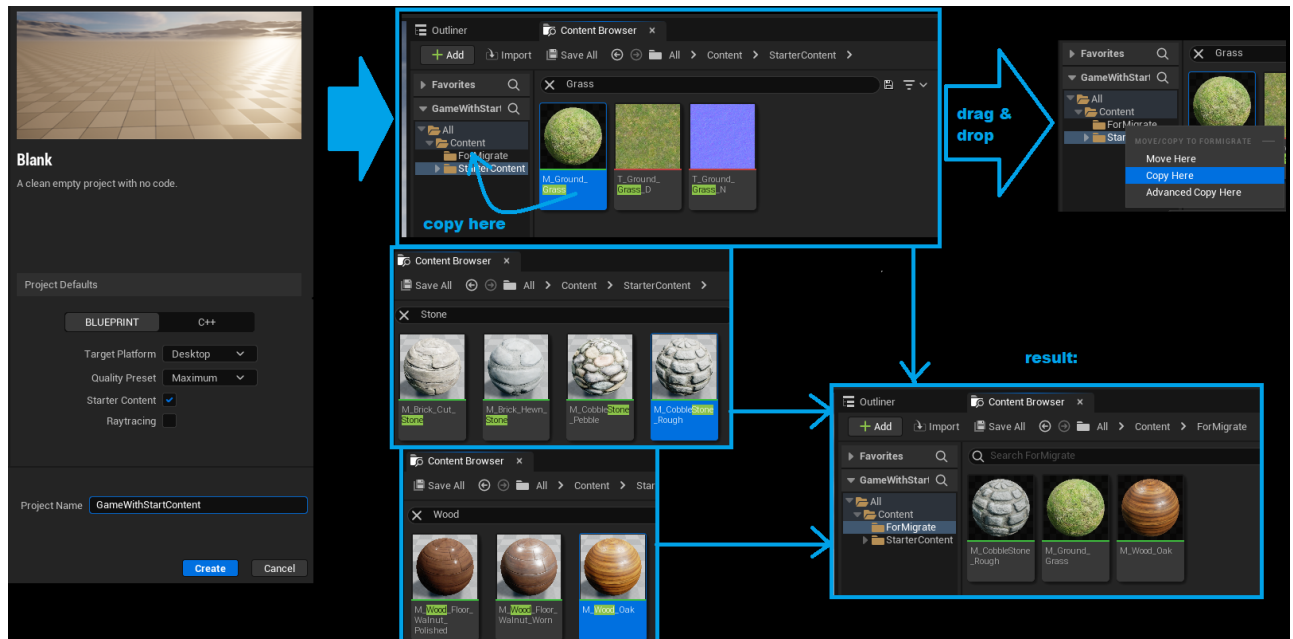 Blank
A clean empty project with no code.
Project Defaults
BLUEPRINT
C++
Target Platform
Desktop
Quality Preset
Maximum
Starter Content
Raytracing
Project Name
GameWithStartContent
Create
Cancel
Outliner
Content Browser ×
+ Add
Import
Save All
All > Content > StarterContent >
Favorites
Grass
GameWithStart
All
Content
ForMigrate
StarterContent
M_Ground_
Grass
T_Ground_
Grass_D
T_Ground_
Grass_N
copy here
drag &
drop
Favorites
Grass
GameWithStart
All
Content
ForMigrate
Star
MOVE/COPY TO FORMIGRATE
Move Here
Copy Here
Advanced Copy Here
Content Browser ×
Save All
All > Content > StarterContent >
Stone
M_Brick_Cut_
Stone
M_Brick_Hewn_
Stone
M_CobbleStone
_Pebble
M_CobbleStone
_Rough
Content Browser ×
Save All
All > Content > Star
Wood
M_Wood_Floor_
Walnut_
Polished
M_Wood_Floor_
Walnut_Worn
M_Wood_Oak
result:
Outliner
Content Browser ×
+ Add
Import
Save All
All > Content > ForMigrate
Favorites
Search ForMigrate
GameWithStart
All
Content
ForMigrate
StarterContent
M_CobbleStone
_Rough
M_Ground_
Grass
M_Wood_Oak